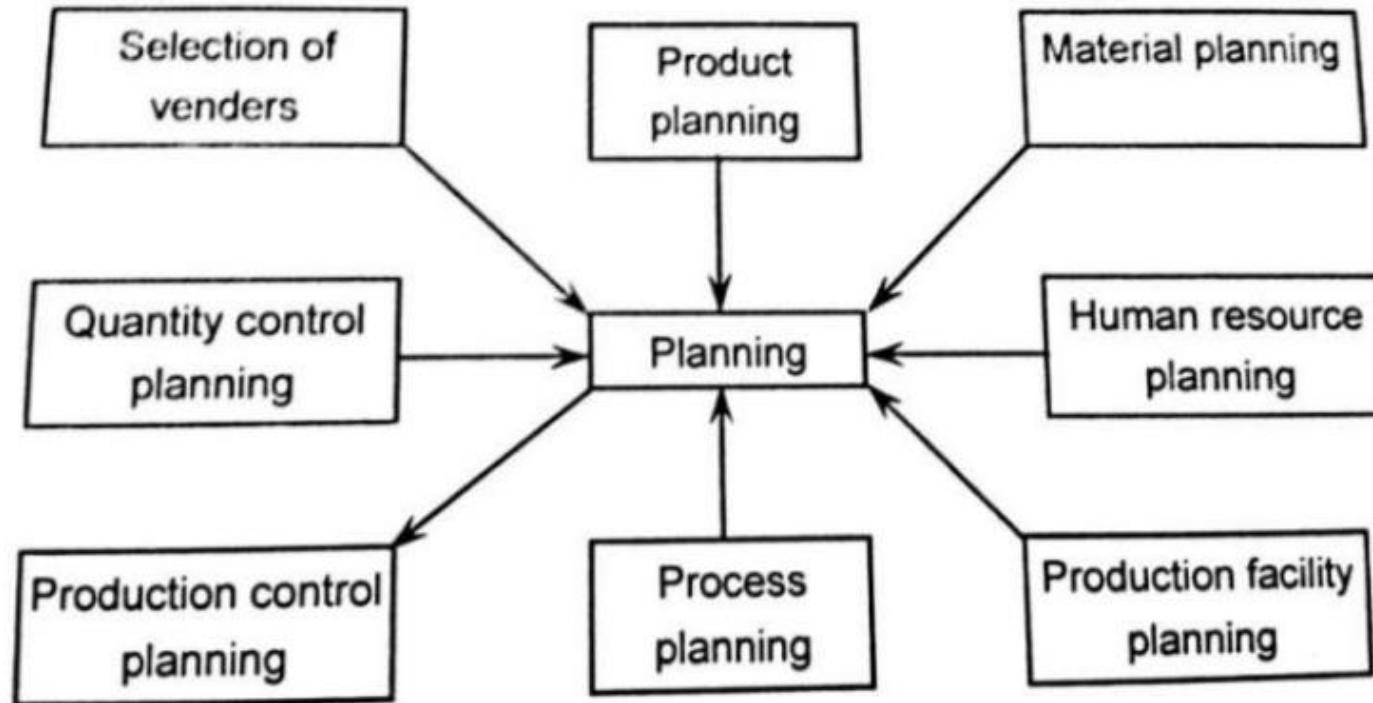 Selection of
venders
Product
planning
Material planning
Quantity control
planning
Planning
Human resource
planning
Production control
planning
Process
planning
Production facility
planning